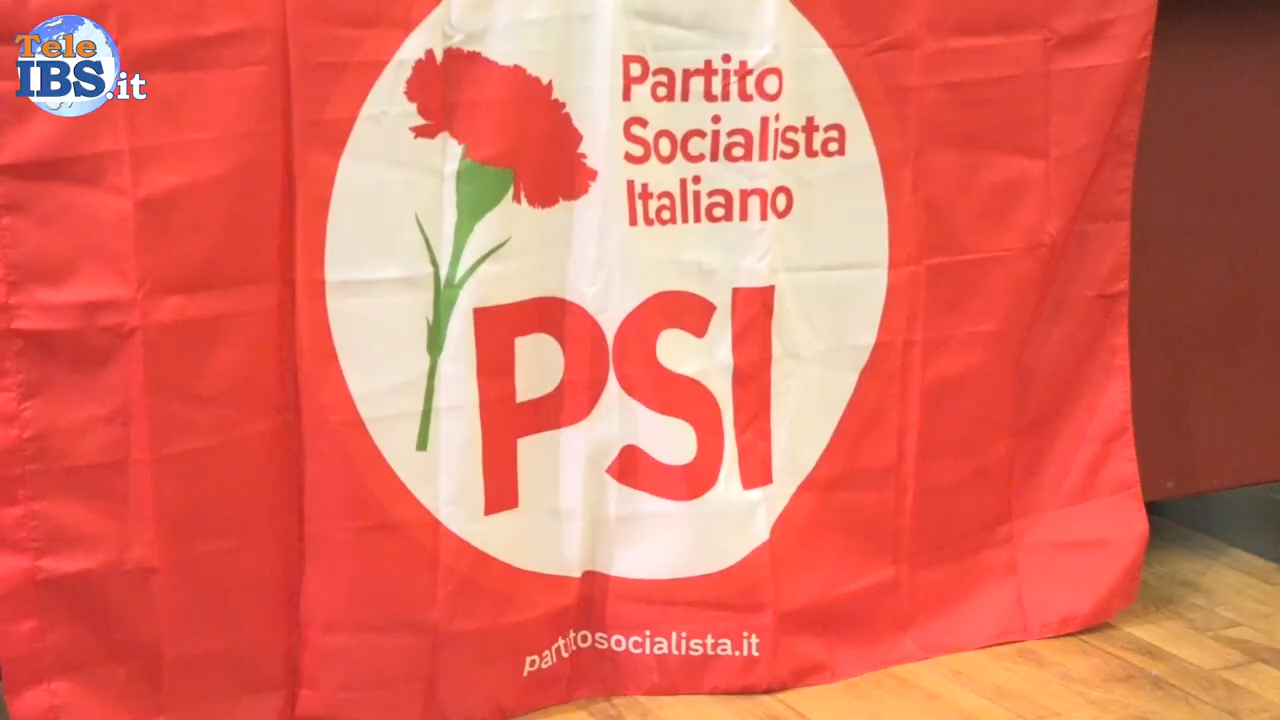 Tele
IBS.it
Partito
Socialista
Italiano
PSI
partitosocialista.it